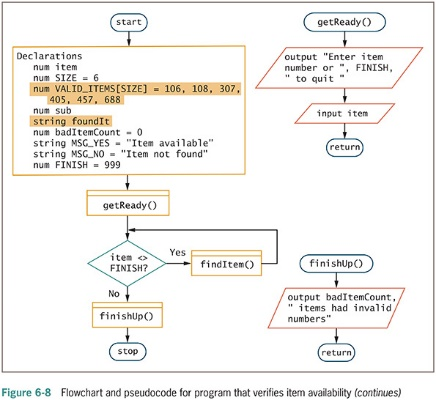 start
Declarations
num item
num SIZE = 6
num VALID_ITEMS[SIZE] = 106, 108, 307,
405, 457, 688
num sub
string foundIt
num badItemCount = 0
string MSG_YES = "Item available"
string MSG_NO = "Item not found"
num FINISH = 999
getReady()
item <>
FINISH?
Yes
findItem()
No
finishUp()
stop
getReady()
output "Enter item
number or ", FINISH,
" to quit "
input item
return
finishUp()
output badItemCount,
" items had invalid
numbers"
return
Figure 6-8 Flowchart and pseudocode for program that verifies item availability (continues)